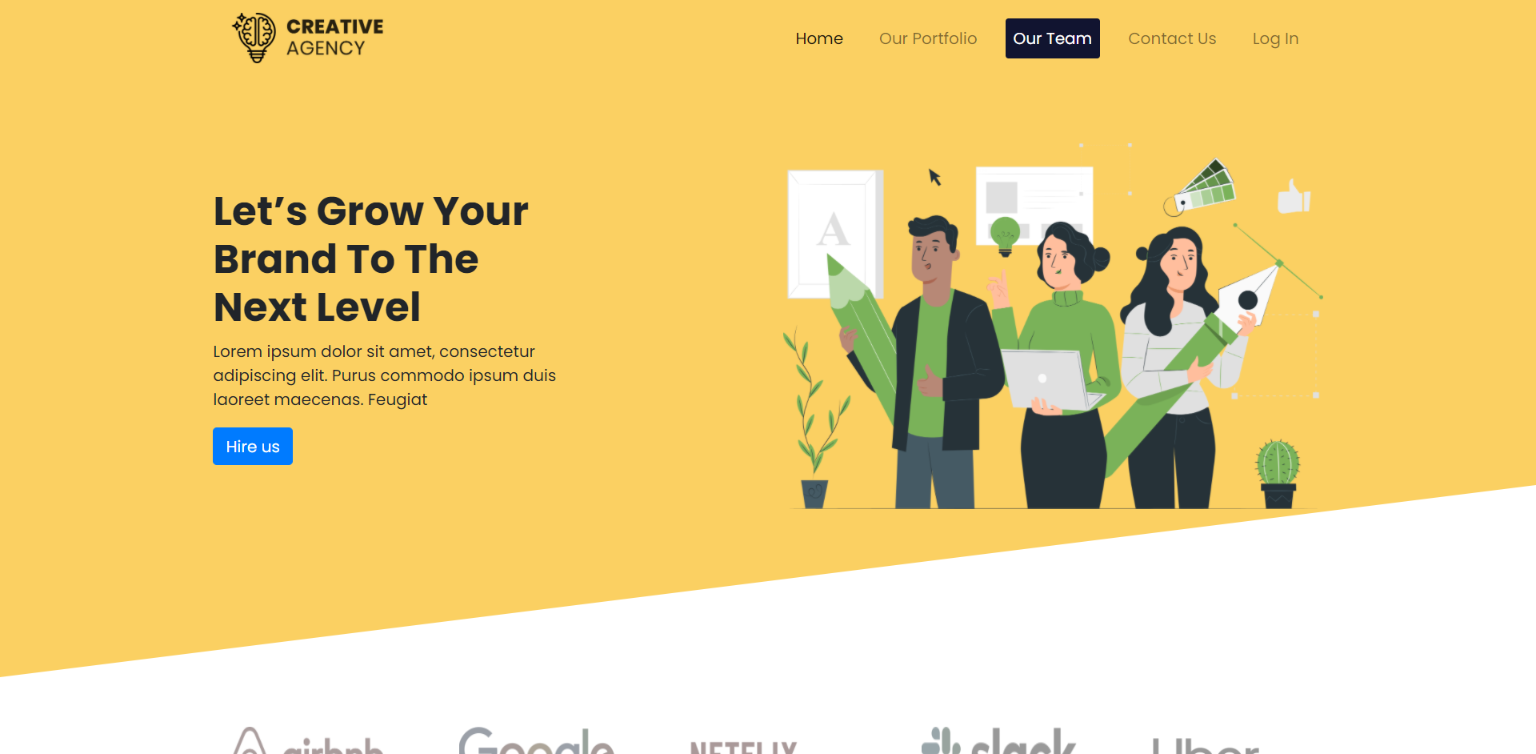 CREATIVE
AGENCY
Home Our Portfolio Our Team Contact Us Log In
Let’s Grow Your
Brand To The
Next Level
Lorem ipsum dolor sit amet, consectetur
adipiscing elit. Purus commodo ipsum duis
laoreet maecenas. Feugiat
Hire us
A
airbnb Google NETFLIX slack Uber